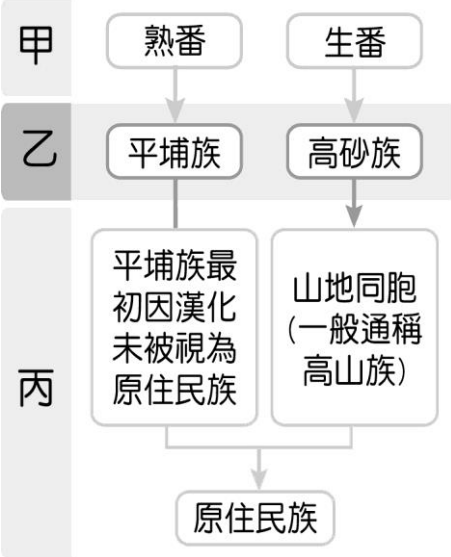 甲
熟番
生番
乙
平埔族
高砂族
丙
平埔族最
初因漢化
未被視為
原住民族
山地同胞
(一般通稱
高山族)
原住民族